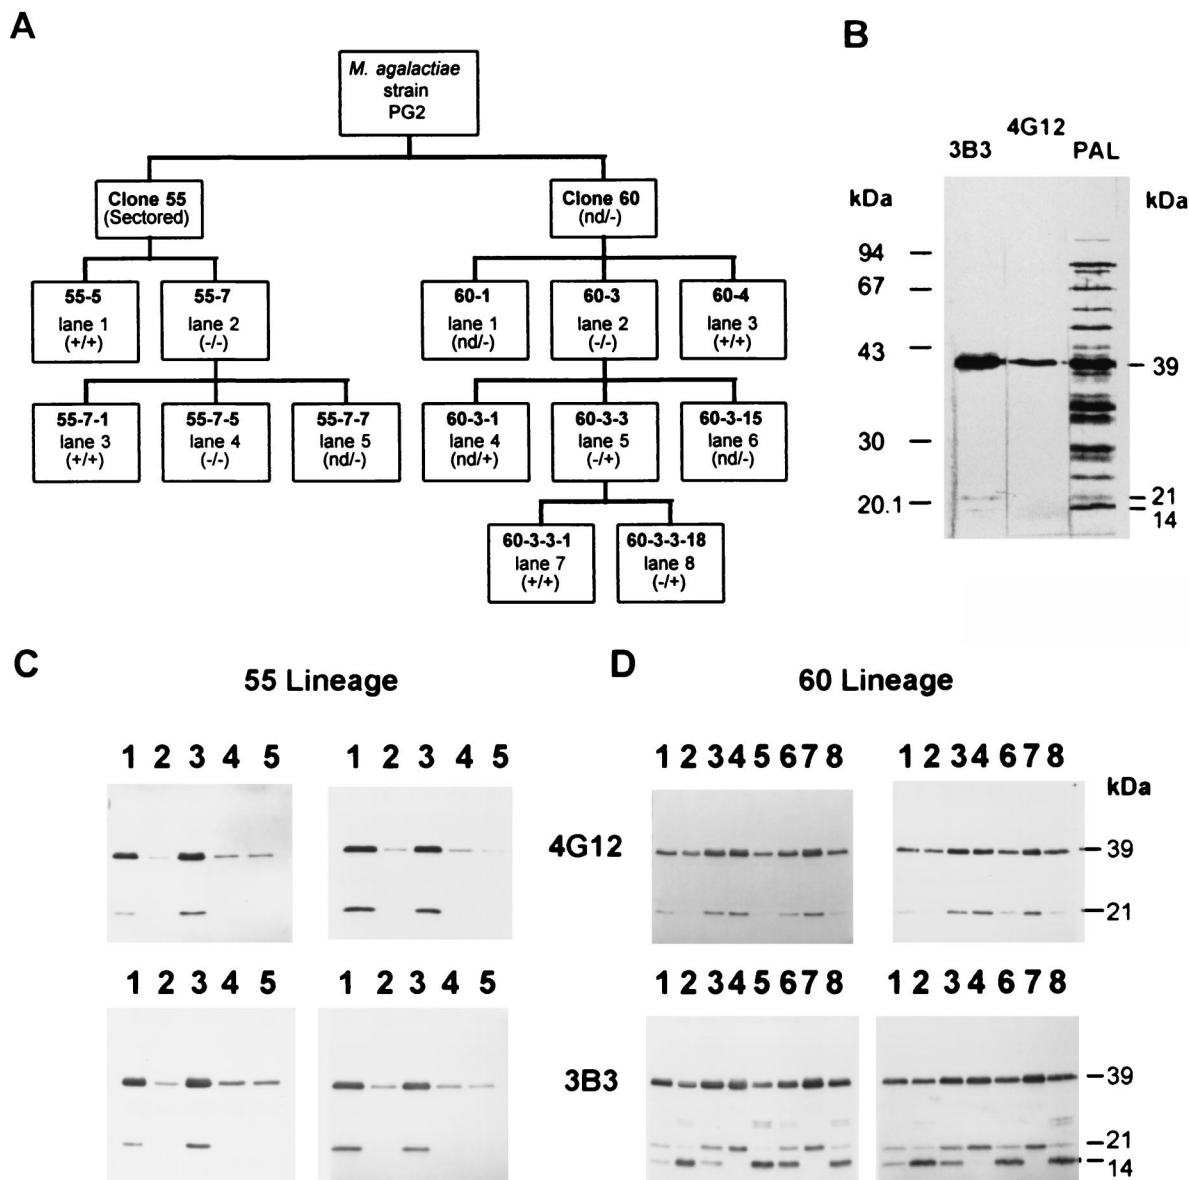 A
M. agalactiae
strain
PG2
Clone 55
(Sectored)
Clone 60
(nd/-)
55-5
lane 1
(+/+)
55-7
lane 2
(-/-)
60-1
lane 1
(nd/-)
60-3
lane 2
(-/-)
60-4
lane 3
(+/+)
55-7-1
lane 3
(+/+)
55-7-5
lane 4
(-/-)
55-7-7
lane 5
(nd/-)
60-3-1
lane 4
(nd/+)
60-3-3
lane 5
(-/+)
60-3-15
lane 6
(nd/-)
60-3-3-1
lane 7
(+/+)
60-3-3-18
lane 8
(-/+)
B
3B3 4G12 PAL
kDa
94
67
43
30
20.1
kDa
39
21
14
C
55 Lineage
1 2 3 4 5
1 2 3 4 5
4G12
1 2 3 4 5
1 2 3 4 5
3B3
D
60 Lineage
1 2 3 4 5 6 7 8
1 2 3 4 6 7 8
kDa
39
21
1 2 3 4 5 6 7 8
1 2 3 4 6 7 8
39
21
14